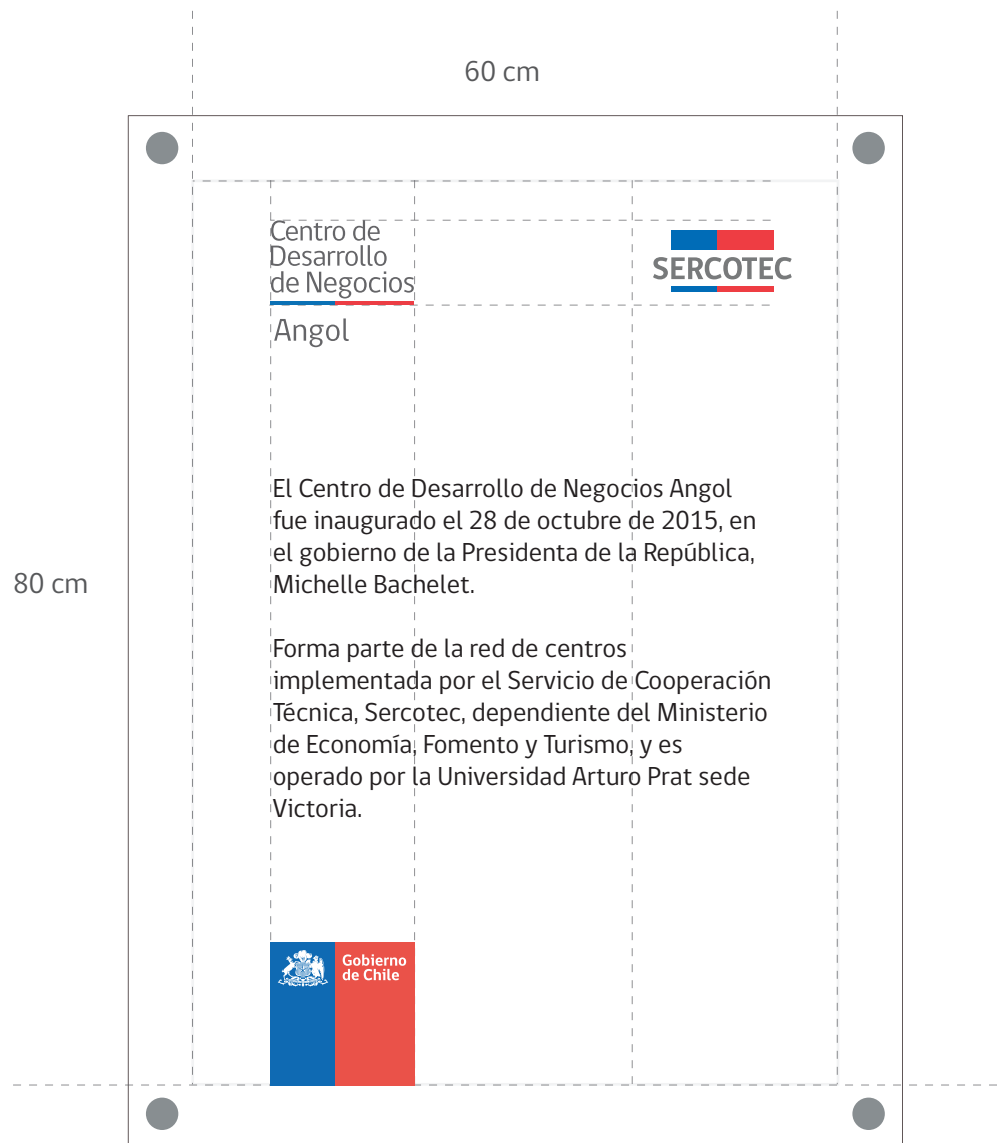 60 cm
Centro de
Desarrollo
de Negocios
SERCOTEC
Angol
El Centro de Desarrollo de Negocios Angol
fue inaugurado el 28 de octubre de 2015, en
el gobierno de la Presidenta de la República,
Michelle Bachelet.
80 cm
Forma parte de la red de centros
implementada por el Servicio de Cooperación
Técnica, Sercotec, dependiente del Ministerio
de Economía, Fomento y Turismo, y es
operado por la Universidad Arturo Prat sede
Victoria.
Gobierno
de Chile